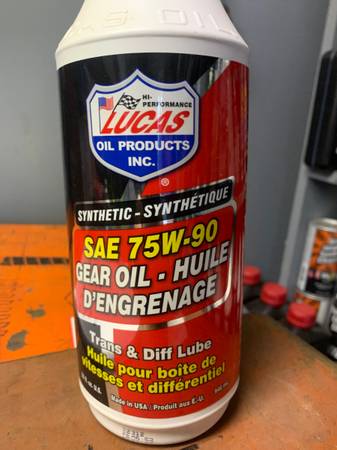 HI-
PERFORMANCE
LUCAS
OIL PRODUCTS
INC.
®
SYNTHETIC - SYNTHÉTIQUE
SAE 75W-90
GEAR OIL - HUILE
D'ENGRENAGE
Trans & Diff Lube
Huile pour boîte de
vitesses et différentiel
Made in USA / Produit aux É.-U.